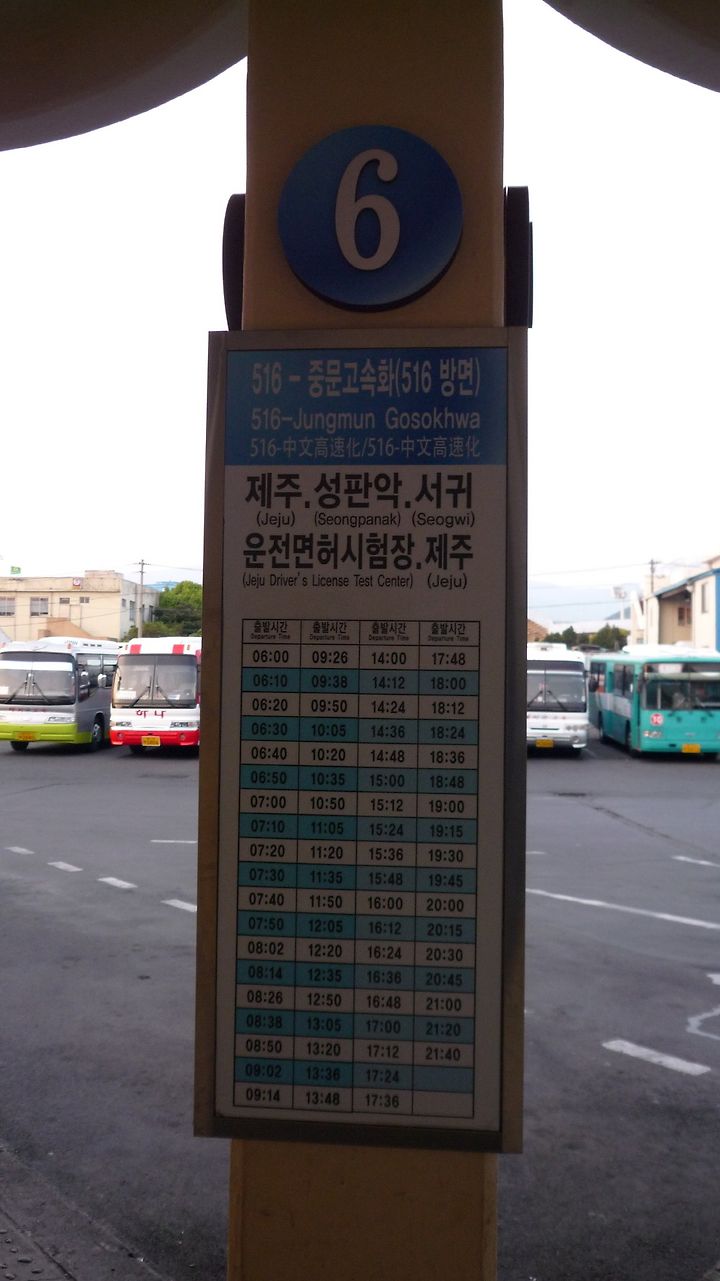 6
516 - 중문고속화(516 방면)
516-Jungmun Gosokhwa
516-中文高速化/516-中文高速化
제주.성판악.서귀
(Jeju) (Seongpanak) (Seogwi)
운전면허시험장.제주
(Jeju Driver's License Test Center) (Jeju)
출발시간 출발시간 출발시간 출발시간
Departure Time Departure Time Departure Time Departure Time
06:00 09:26 14:00 17:48
06:10 09:38 14:12 18:00
06:20 09:50 14:24 18:12
06:30 10:05 14:36 18:24
06:40 10:20 14:48 18:36
06:50 10:35 15:00 18:48
07:00 10:50 15:12 19:00
07:10 11:05 15:24 19:15
07:20 11:20 15:36 19:30
07:30 11:35 15:48 19:45
07:40 11:50 16:00 20:00
07:50 12:05 16:12 20:15
08:02 12:20 16:24 20:30
08:14 12:35 16:36 20:45
08:26 12:50 16:48 21:00
08:38 13:05 17:00 21:20
08:50 13:20 17:12 21:40
09:02 13:36 17:24
09:14 13:48 17:36
하나